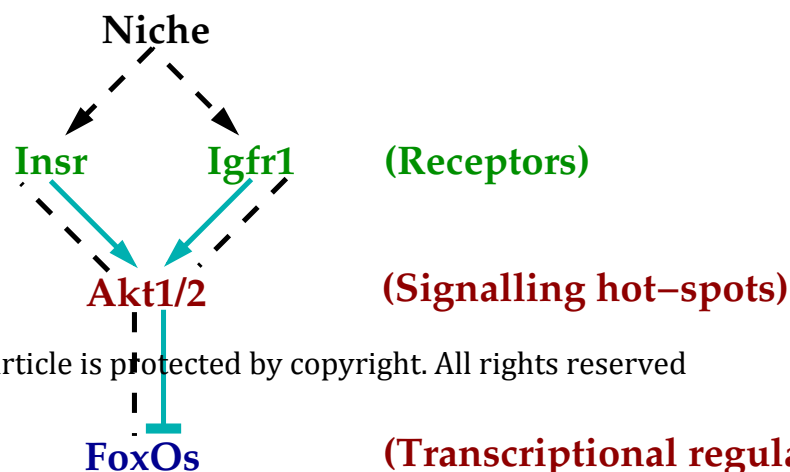 Niche
Insr Igfr1 (Receptors)
Akt1/2 (Signalling hot−spots)
rticle is protected by copyright. All rights reserved
FoxOs (Transcriptional regula